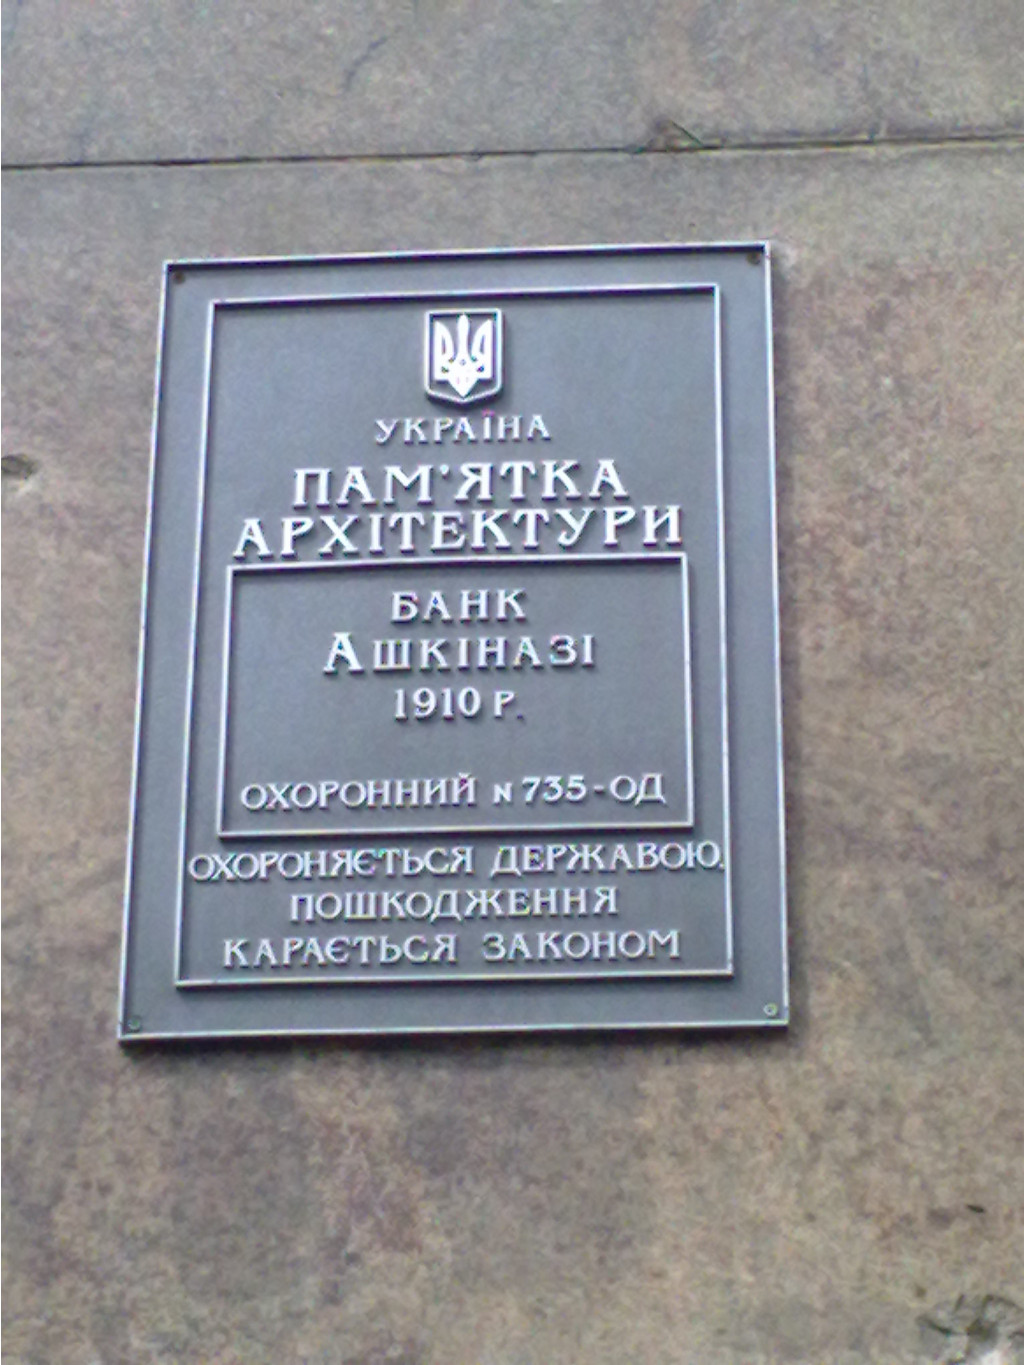 УКРАЇНА
ПАМ'ЯТКА
АРХІТЕКТУРИ
БАНК
АШКІНАЗІ
1910 Р.
ОХОРОННИЙ N 735-ОД
ОХОРОНЯЄТЬСЯ ДЕРЖАВОЮ.
ПОШКОДЖЕННЯ
КАРАЄТЬСЯ ЗАКОНОМ